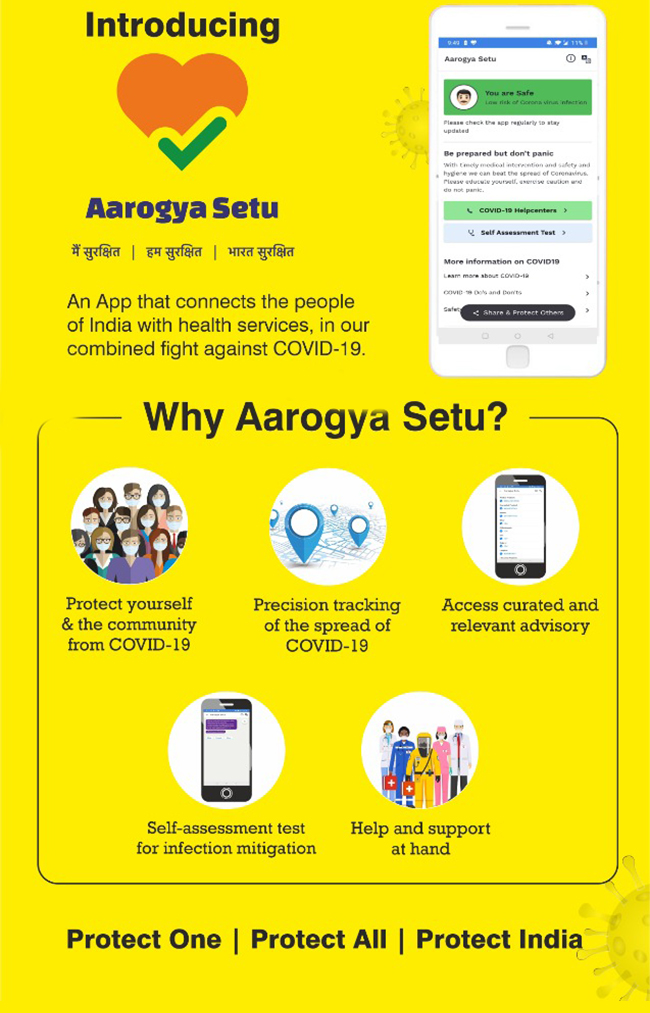 Introducing
Aarogya Setu
मैं सुरक्षित | हम सुरक्षित | भारत सुरक्षित
An App that connects the people
of India with health services, in our
combined fight against COVID-19.
9:49
11%
Aarogya Setu
You are Safe
Low risk of Corona virus infection
Please check the app regularly to stay
updated
Be prepared but don't panic
With timely medical intervention and safety and
hygiene we can beat the spread of Coronavirus.
Please educate yourself, exercise caution and
do not panic.
COVID-19 Helpcenters >
Self Assessment Test >
More information on COVID19
Learn more about COVID-19 >
COVID-19 Do's and Don'ts >
Share & Protect Others
Why Aarogya Setu?
Protect yourself
& the community
from COVID-19
Precision tracking
of the spread of
COVID-19
Access curated and
relevant advisory
Self-assessment test
for infection mitigation
Help and support
at hand
Protect One | Protect All | Protect India